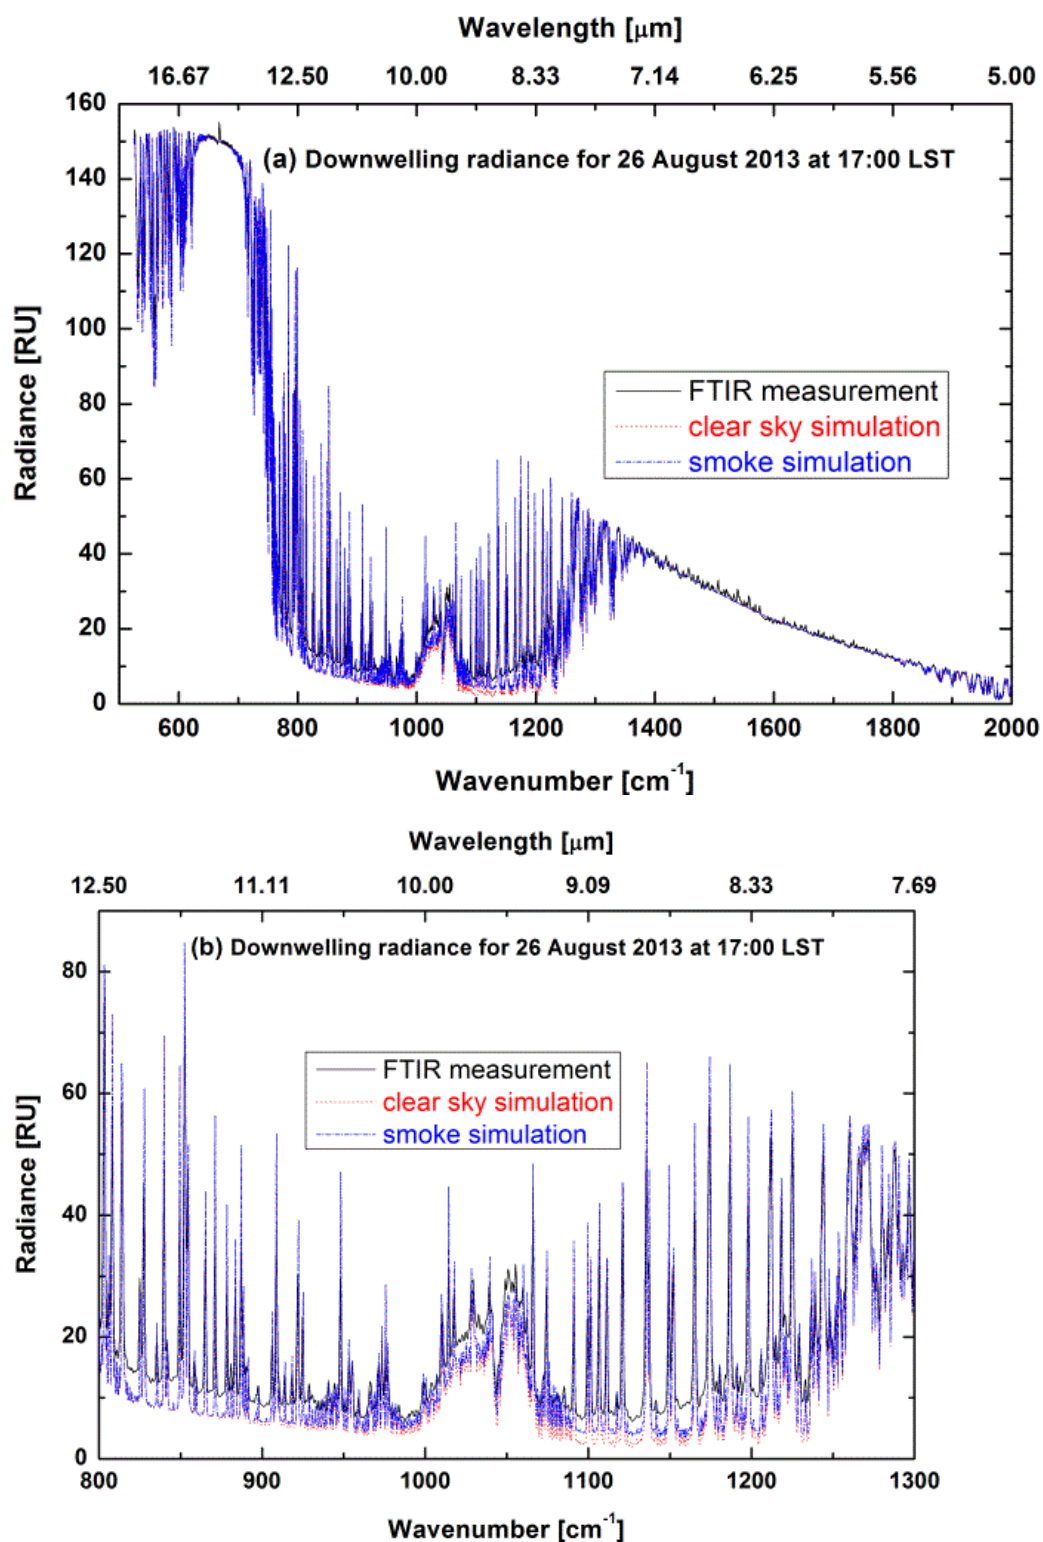 Wavelength [μm]
16.67 12.50 10.00 8.33 7.14 6.25 5.56 5.00
160
(a) Downwelling radiance for 26 August 2013 at 17:00 LST
140
120
100
80
60
40
20
0
Radiance [RU]
FTIR measurement
clear sky simulation
smoke simulation
600 800 1000 1200 1400 1600 1800 2000
Wavenumber [cm⁻¹]
Wavelength [μm]
12.50 11.11 10.00 9.09 8.33 7.69
(b) Downwelling radiance for 26 August 2013 at 17:00 LST
80
60
40
20
0
Radiance [RU]
FTIR measurement
clear sky simulation
smoke simulation
800 900 1000 1100 1200 1300
Wavenumber [cm⁻¹]